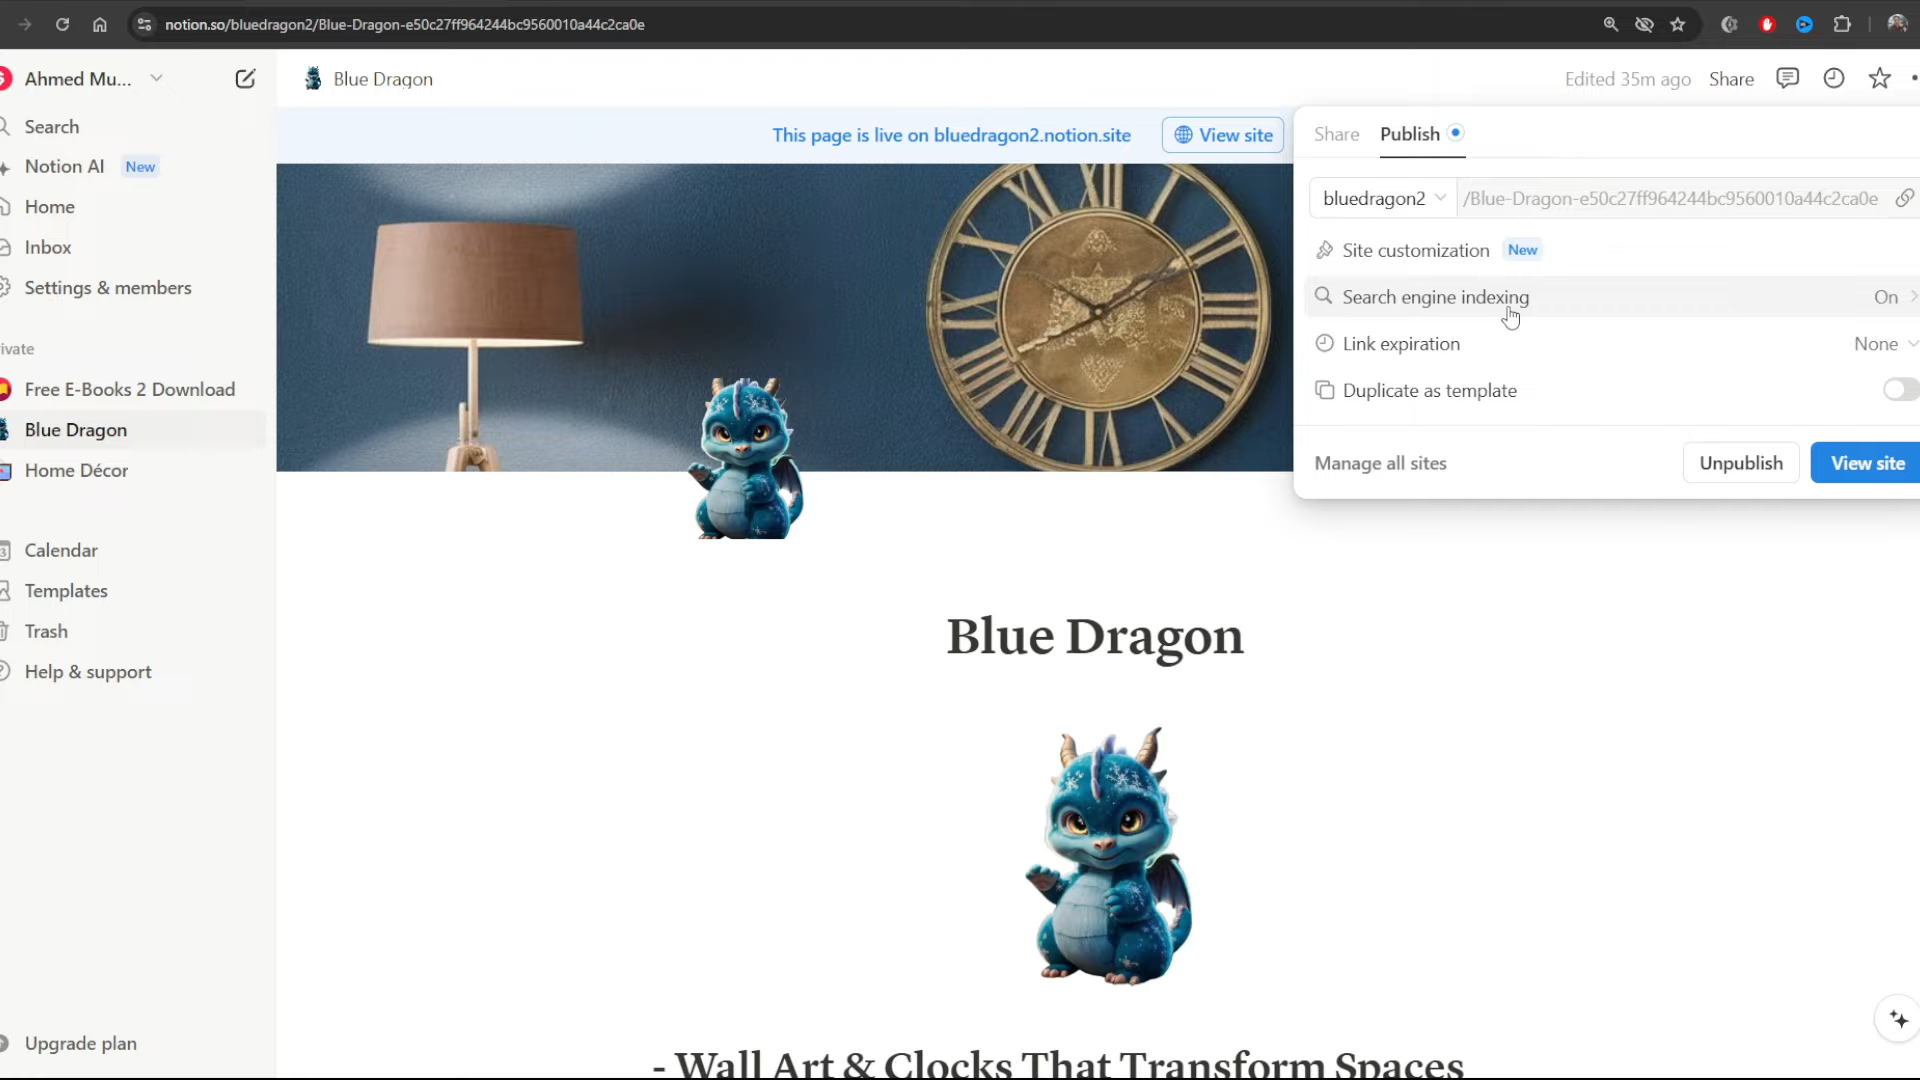 notion.so/bluedragon2/Blue-Dragon-e50c27ff964244bc9560010a44c2ca0e
Ahmed Mu...
Blue Dragon
Edited 35m ago
Share
Search
Notion AI New
Home
Inbox
Settings & members
ivate
Free E-Books 2 Download
Blue Dragon
Home Décor
Calendar
Templates
Trash
Help & support
Upgrade plan
This page is live on bluedragon2.notion.site
View site
Share
Publish
bluedragon2
/Blue-Dragon-e50c27ff964244bc9560010a44c2ca0e
Site customization New
Search engine indexing On
Link expiration None
Duplicate as template
Manage all sites
Unpublish
View site
Blue Dragon
- Wall Art & Clocks That Transform Spaces